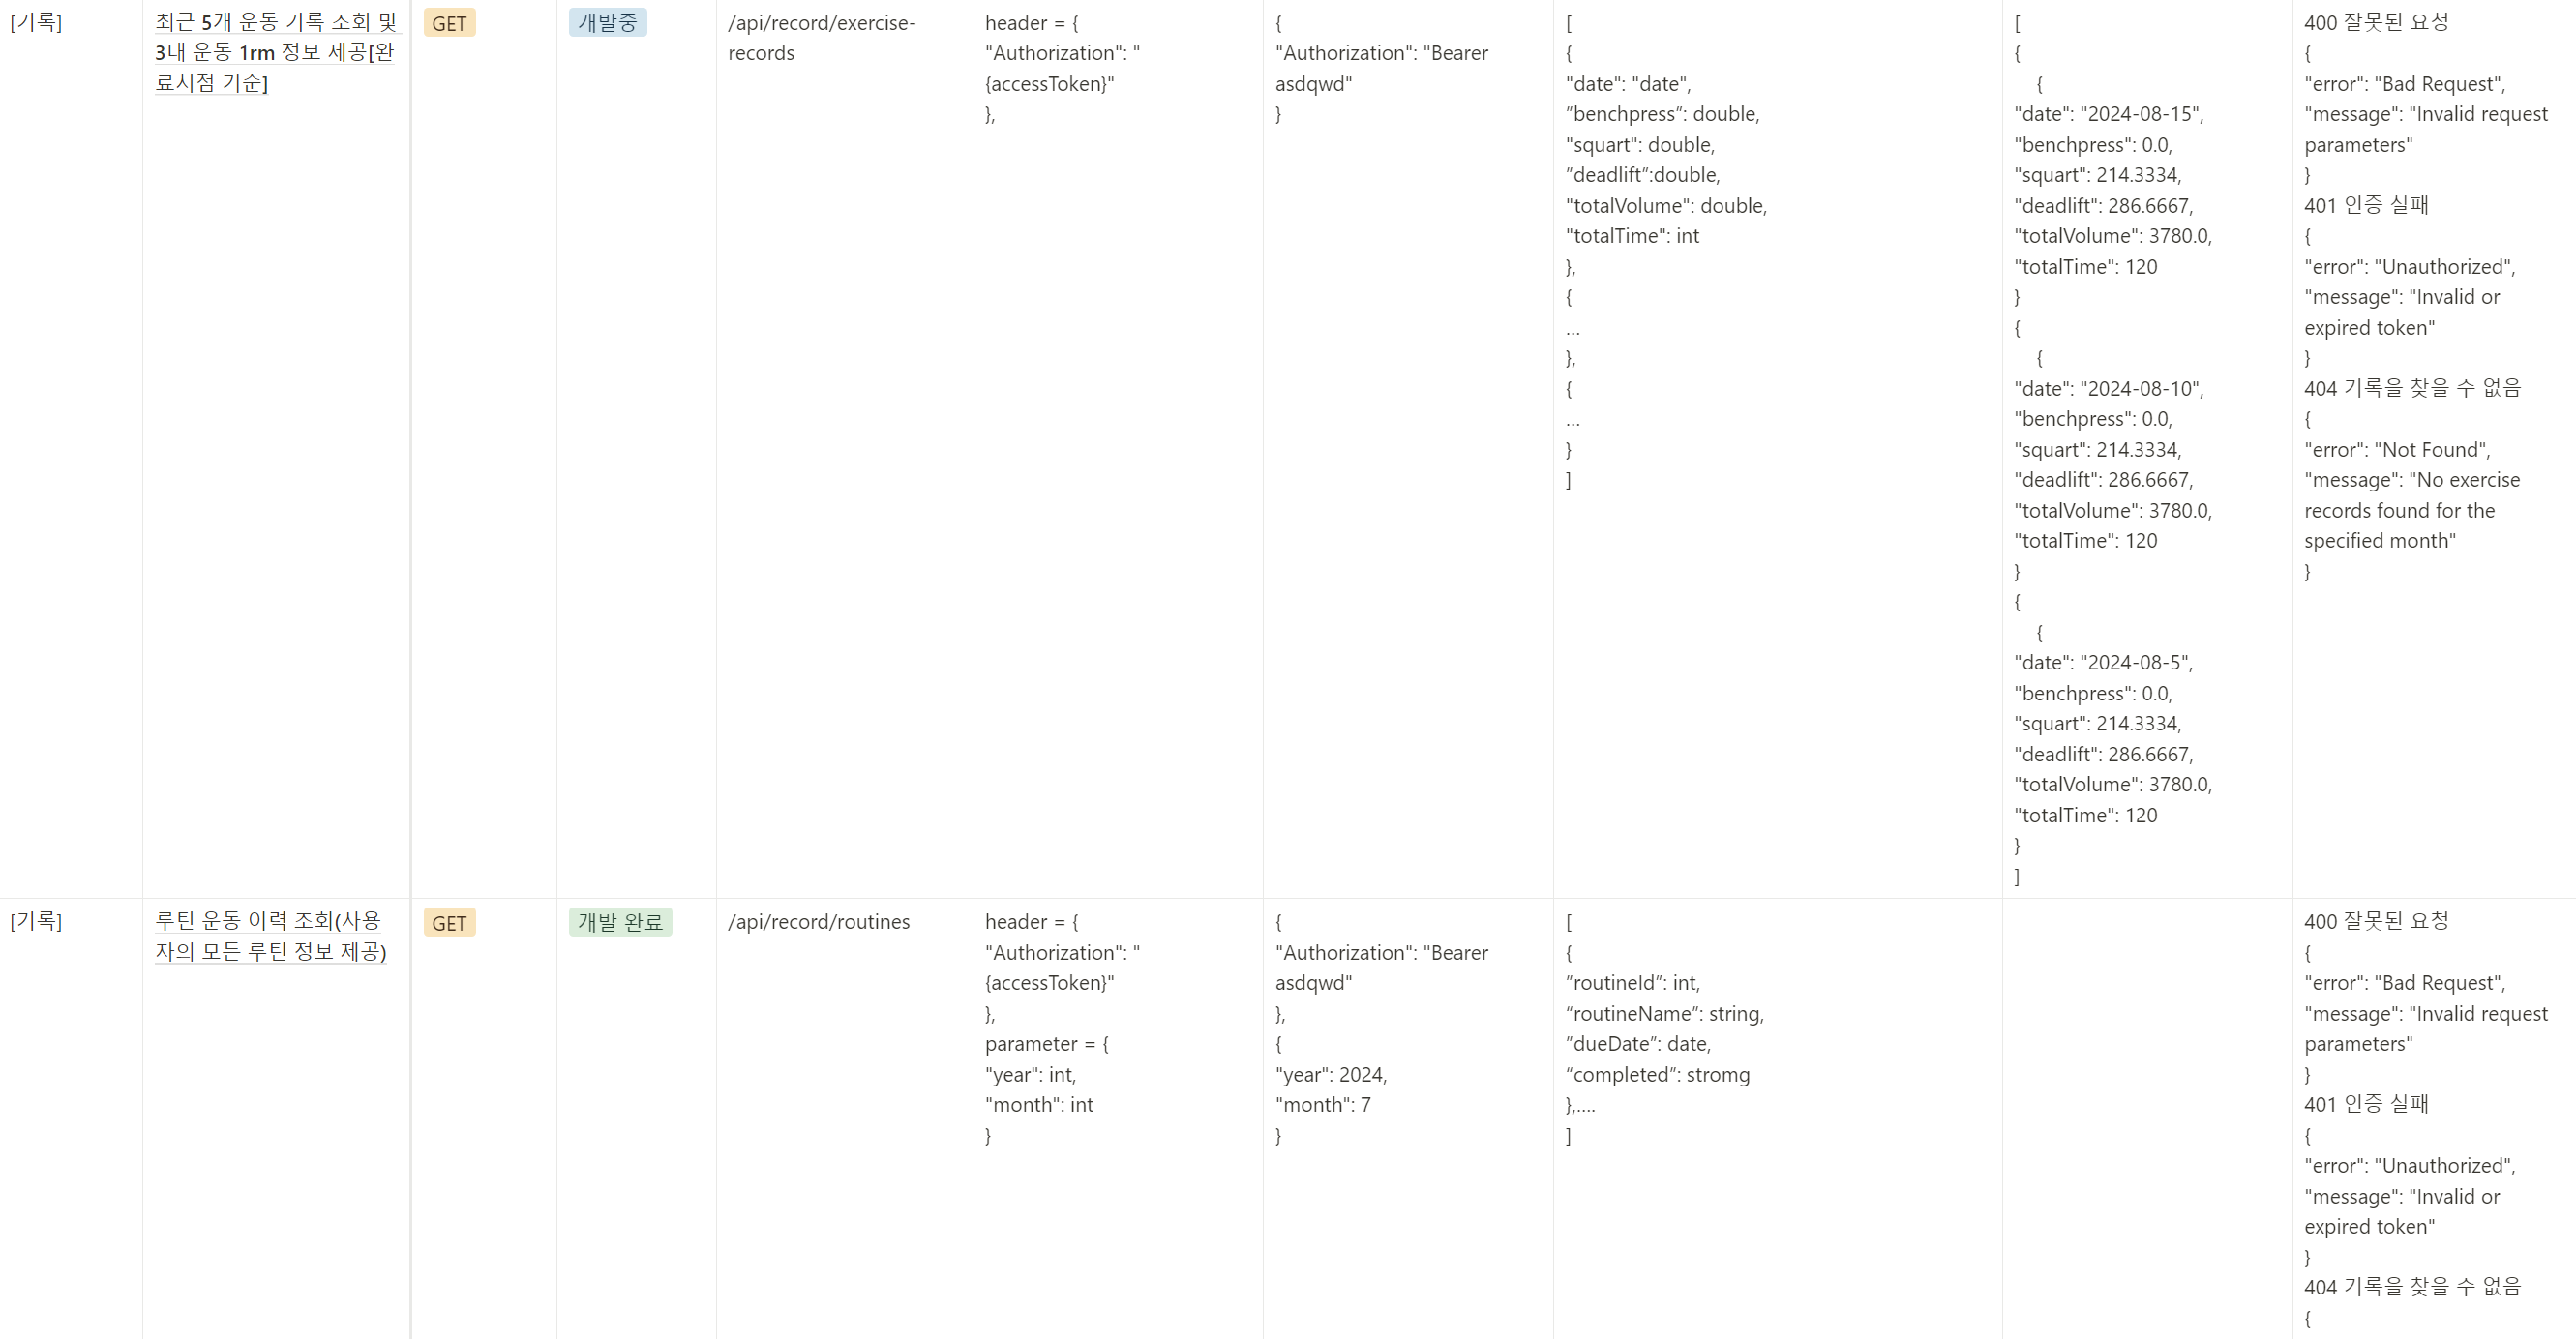 [기록]
최근 5개 운동 기록 조회 및
3대 운동 1rm 정보 제공[완
료시점 기준]
GET
개발중
/api/record/exercise-
records
header = {
"Authorization": "
{accessToken}"
},
{
"Authorization": "Bearer
asdqwd"
}
[
{
"date": "date",
”benchpress”: double,
"squart": double,
”deadlift”:double,
"totalVolume": double,
"totalTime": int
},
{
...
},
{
...
}
]
[
{
{
"date": "2024-08-15",
"benchpress": 0.0,
"squart": 214.3334,
"deadlift": 286.6667,
"totalVolume": 3780.0,
"totalTime": 120
}
{
{
"date": "2024-08-10",
"benchpress": 0.0,
"squart": 214.3334,
"deadlift": 286.6667,
"totalVolume": 3780.0,
"totalTime": 120
}
{
{
"date": "2024-08-5",
"benchpress": 0.0,
"squart": 214.3334,
"deadlift": 286.6667,
"totalVolume": 3780.0,
"totalTime": 120
}
]
400 잘못된 요청
{
"error": "Bad Request",
"message": "Invalid request
parameters"
}
401 인증 실패
{
"error": "Unauthorized",
"message": "Invalid or
expired token"
}
404 기록을 찾을 수 없음
{
"error": "Not Found",
"message": "No exercise
records found for the
specified month"
}
[기록]
루틴 운동 이력 조회(사용
자의 모든 루틴 정보 제공)
GET
개발 완료
/api/record/routines
header = {
"Authorization": "
{accessToken}"
},
parameter = {
"year": int,
"month": int
}
{
"Authorization": "Bearer
asdqwd"
},
{
"year": 2024,
"month": 7
}
[
{
”routineId”: int,
“routineName”: string,
”dueDate”: date,
“completed”: stromg
},....
]
400 잘못된 요청
{
"error": "Bad Request",
"message": "Invalid request
parameters"
}
401 인증 실패
{
"error": "Unauthorized",
"message": "Invalid or
expired token"
}
404 기록을 찾을 수 없음
{